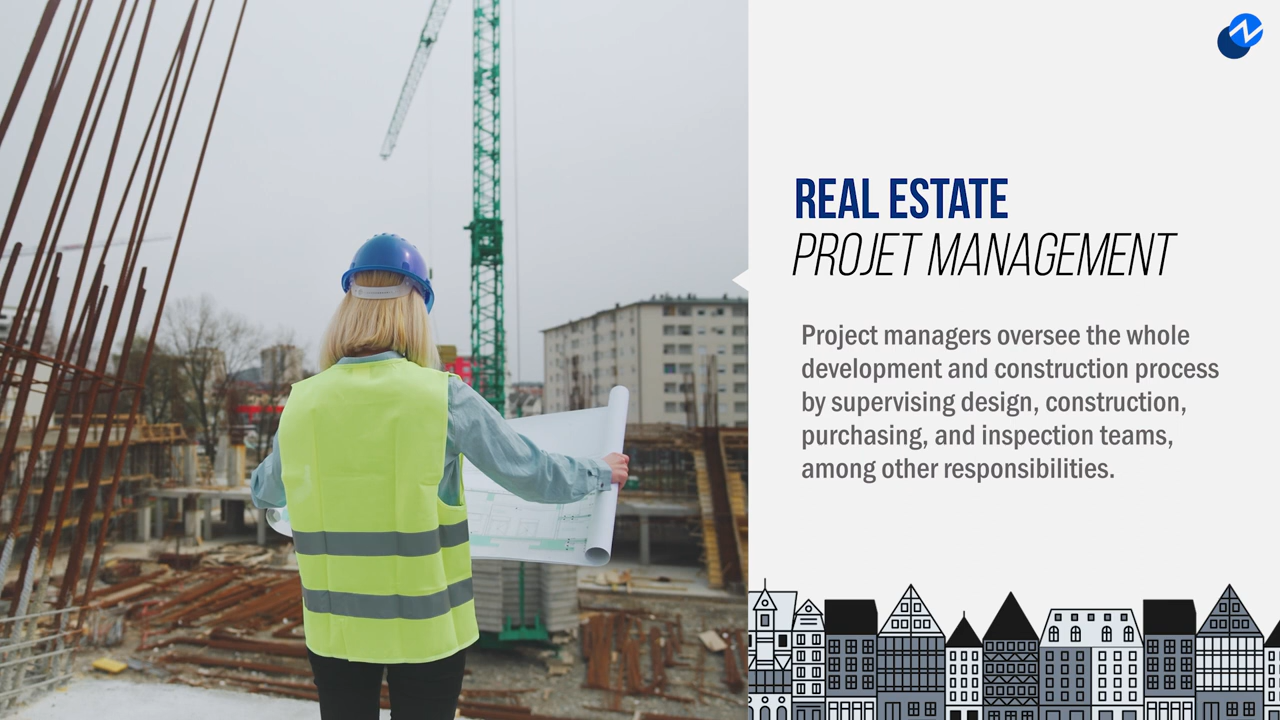 REAL ESTATE
PROJET MANAGEMENT
Project managers oversee the whole
development and construction process
by supervising design, construction,
purchasing, and inspection teams,
among other responsibilities.